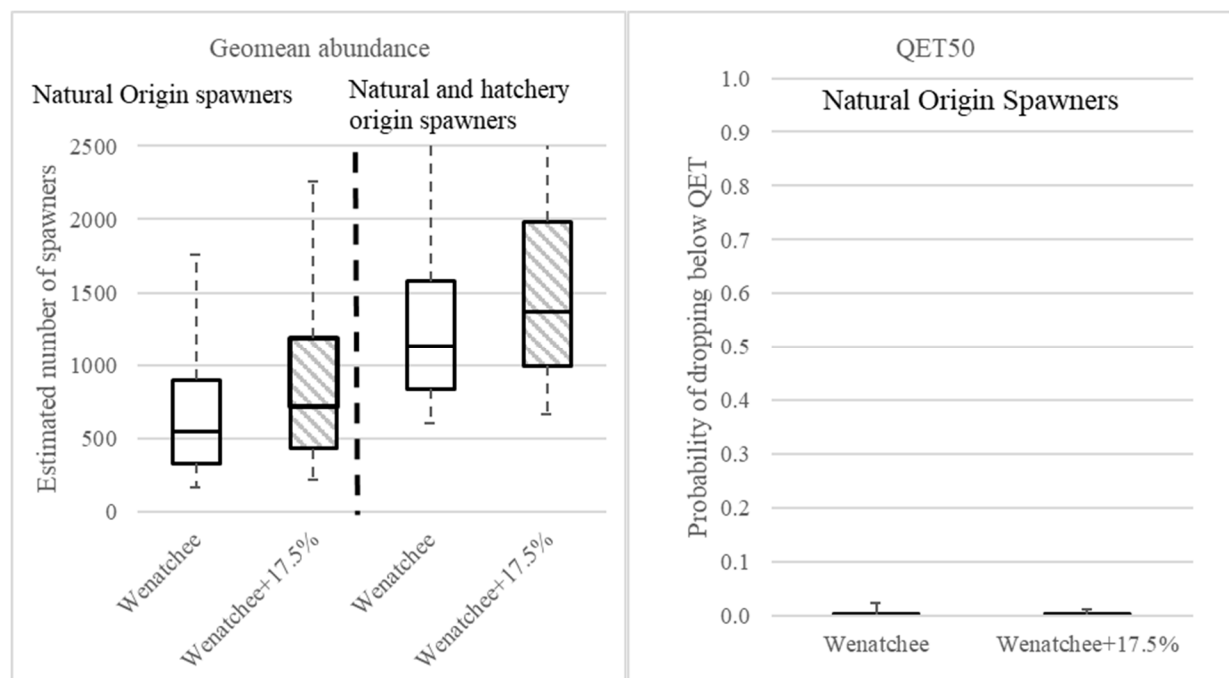 Geomean abundance
Natural Origin spawners
Natural and hatchery
origin spawners
Estimated number of spawners
2500
2000
1500
1000
500
0
Wenatchee
Wenatchee+17.5%
Wenatchee
Wenatchee+17.5%
QET50
Natural Origin Spawners
Probability of dropping below QET
1.0
0.9
0.8
0.7
0.6
0.5
0.4
0.3
0.2
0.1
0.0
Wenatchee
Wenatchee+17.5%